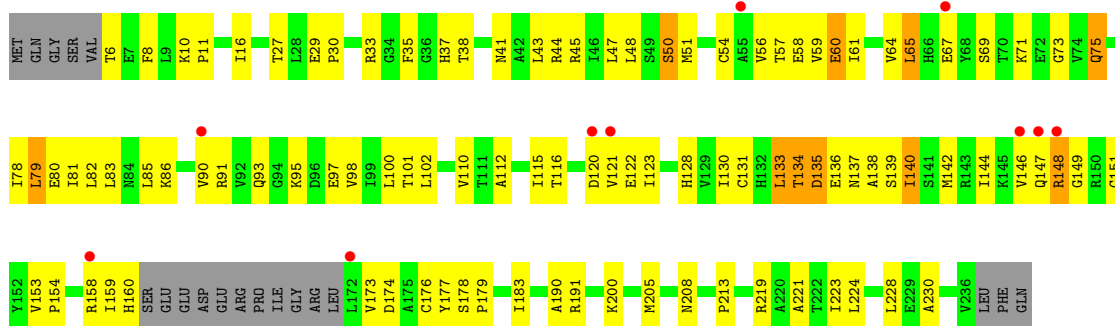 MET GLN GLY SER VAL T6 E7 F8 L9 K10 P11 I16 T27 L28 E29 P30 R33 G34 F35 G36 H37 T38 N41 A42 L43 R44 R45 I46 L47 L48 S49 S50 M51 C54 A55 V56 T57 E58 V59 E60 I61 V64 L65 H66 E67 Y68 S69 T70 K71 E72 G73 V74 Q75
I78 L79 E80 I81 L82 L83 N84 L85 K86 V90 R91 V92 Q93 G94 K95 D96 E97 V98 I99 L100 T101 L102 V110 T111 A112 I115 T116 D120 V121 E122 I123 H128 V129 I130 C131 H132 L133 T134 D135 E136 N137 A138 S139 I140 S141 M142 R143 I144 K145 V146 Q147 R148 G149 R150 G151
Y152 V153 P154 R158 I159 H160 SER GLU GLU ASP GLU ARG PRO ILE GLY ARG LEU L172 V173 D174 A175 C176 Y177 S178 P179 I183 A190 R191 K200 M205 N208 P213 R219 A220 A221 T222 I223 L224 L228 E229 A230 V236 LEU PHE GLN